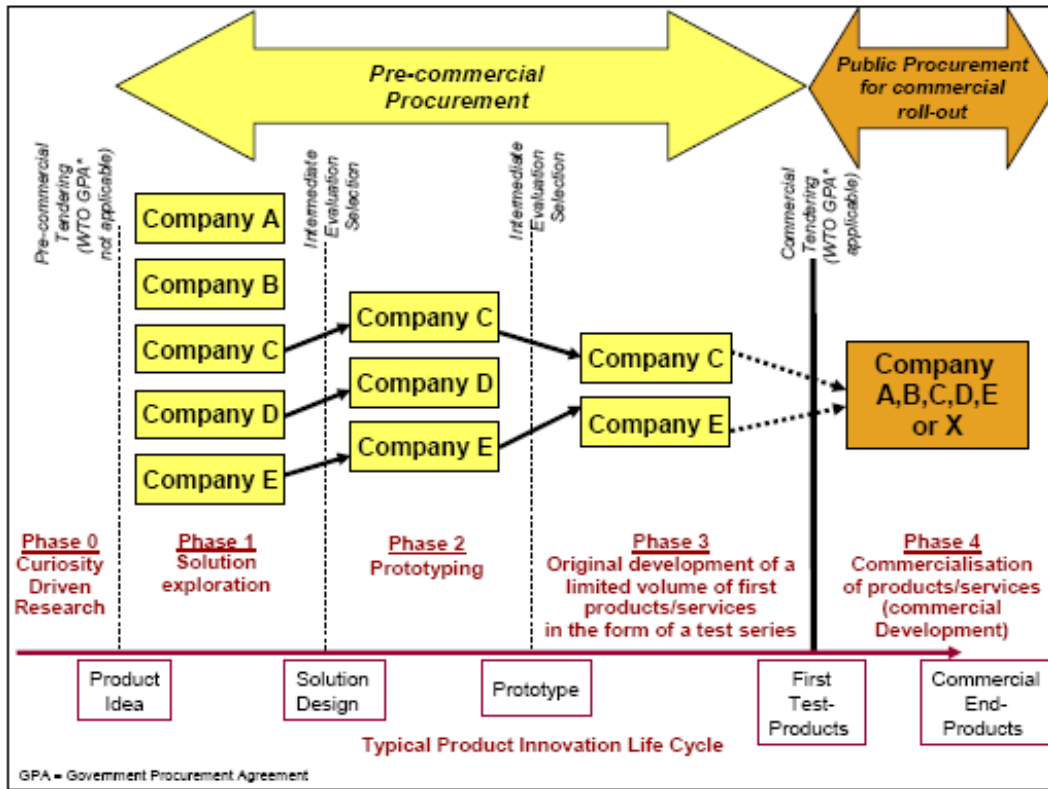 Pre-commercial
Procurement
Public Procurement
for commercial
roll-out
Pre-commercial
Tendering
(WTO GPA*
not applicable)
Intermediate
Evaluation
Selection
Intermediate
Evaluation
Selection
Commercial
Tendering
(WTO GPA*
applicable)
Company A
Company B
Company C
Company D
Company E
Company C
Company D
Company E
Company C
Company E
Company
A,B,C,D,E
or X
Phase 0
Curiosity
Driven
Research
Phase 1
Solution
exploration
Phase 2
Prototyping
Phase 3
Original development of a
limited volume of first
products/services
in the form of a test series
Phase 4
Commercialisation
of products/services
(commercial
Development)
Product
Idea
Solution
Design
Prototype
First
Test-
Products
Commercial
End-
Products
Typical Product Innovation Life Cycle
GPA = Government Procurement Agreement